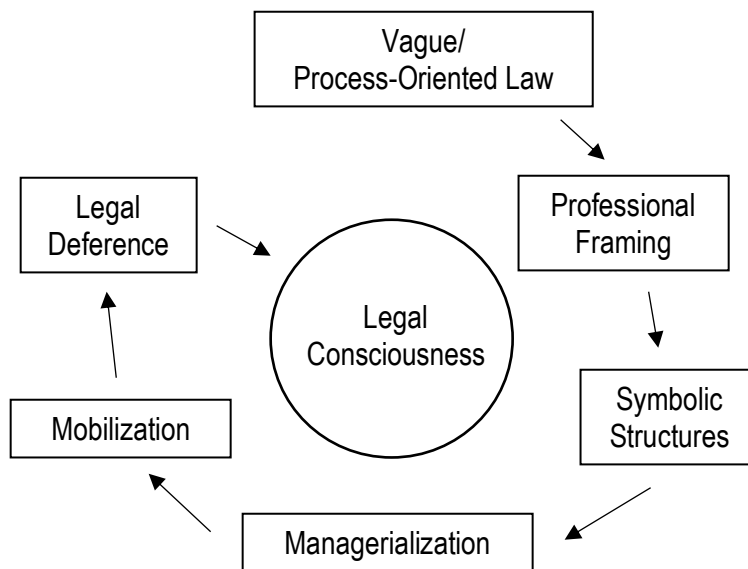 Vague/
Process-Oriented Law
Professional
Framing
Symbolic
Structures
Managerialization
Mobilization
Legal
Deference
Legal
Consciousness